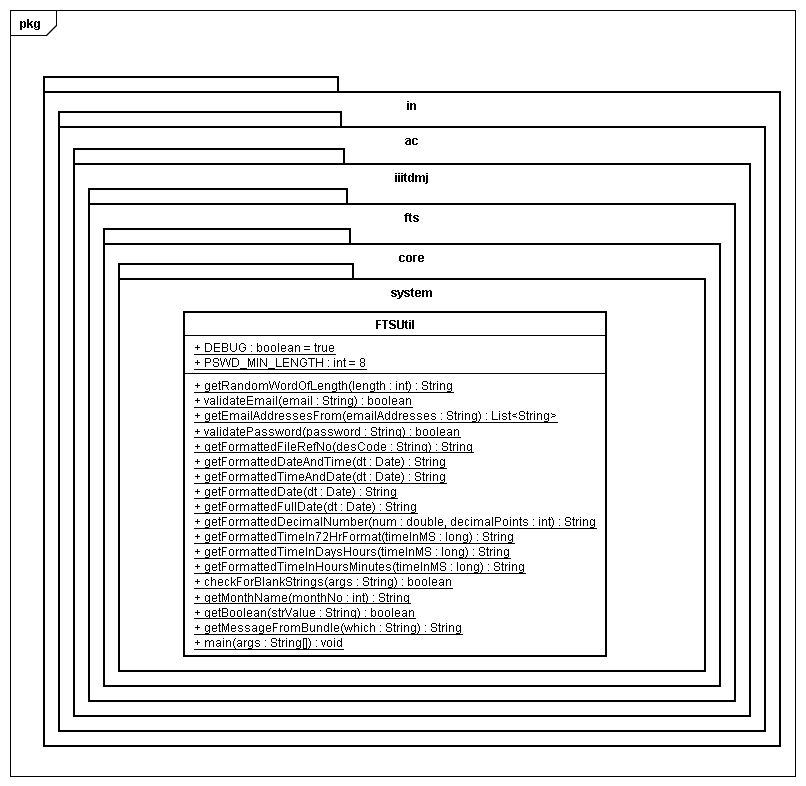 pkg
in
ac
iiitdmj
fts
core
system
FTSUtil
+ DEBUG : boolean = true
+ PSWD_MIN_LENGTH : int = 8
+ getRandomWordOfLength(length : int) : String
+ validateEmail(email : String) : boolean
+ getEmailAddressesFrom(emailAddresses : String) : List<String>
+ validatePassword(password : String) : boolean
+ getFormattedFileRefNo(desCode : String) : String
+ getFormattedDateAndTime(dt : Date) : String
+ getFormattedTimeAndDate(dt : Date) : String
+ getFormattedDate(dt : Date) : String
+ getFormattedFullDate(dt : Date) : String
+ getFormattedDecimalNumber(num : double, decimalPoints : int) : String
+ getFormattedTimeIn72HrFormat(timeInMS : long) : String
+ getFormattedTimeInDaysHours(timeInMS : long) : String
+ getFormattedTimeInHoursMinutes(timeInMS : long) : String
+ checkForBlankStrings(args : String) : boolean
+ getMonthName(monthNo : int) : String
+ getBoolean(strValue : String) : boolean
+ getMessageFromBundle(which : String) : String
+ main(args : String[]) : void